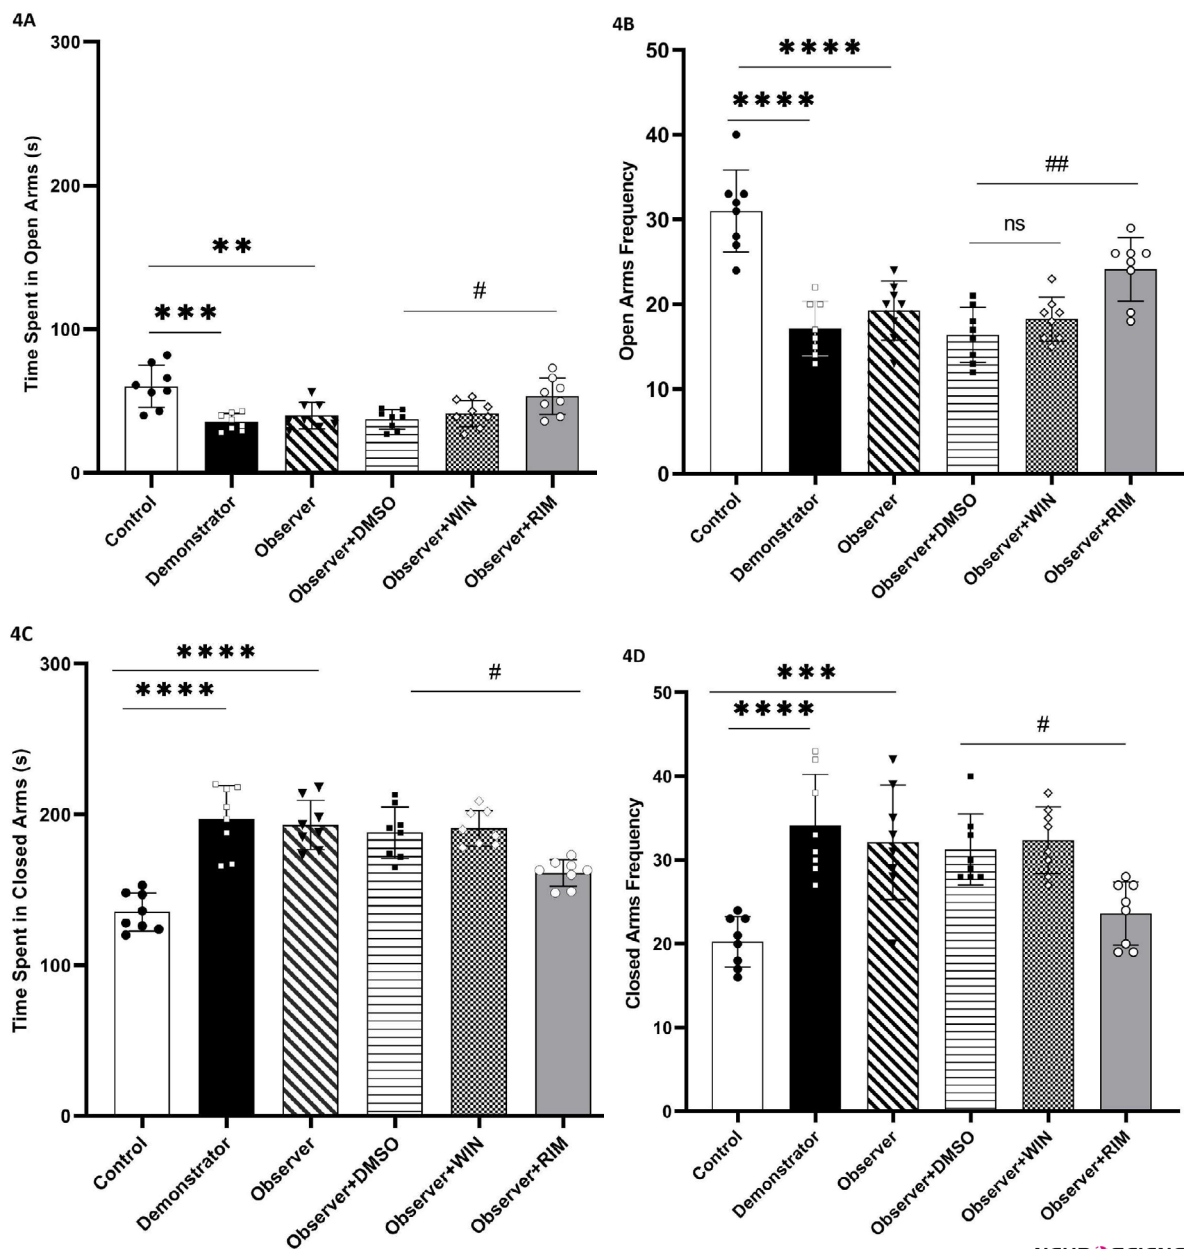 4A
300
200
100
0
Time Spent in Open Arms (s)
**
***
#
Control
Demonstrator
Observer
Observer+DMSO
Observer+WIN
Observer+RIM
4B
50
40
30
20
10
0
Open Arms Frequency
****
****
##
ns
Control
Demonstrator
Observer
Observer+DMSO
Observer+WIN
Observer+RIM
4C
300
200
100
0
Time Spent in Closed Arms (s)
****
****
#
Control
Demonstrator
Observer
Observer+DMSO
Observer+WIN
Observer+RIM
4D
50
40
30
20
10
0
Closed Arms Frequency
***
****
#
Control
Demonstrator
Observer
Observer+DMSO
Observer+WIN
Observer+RIM